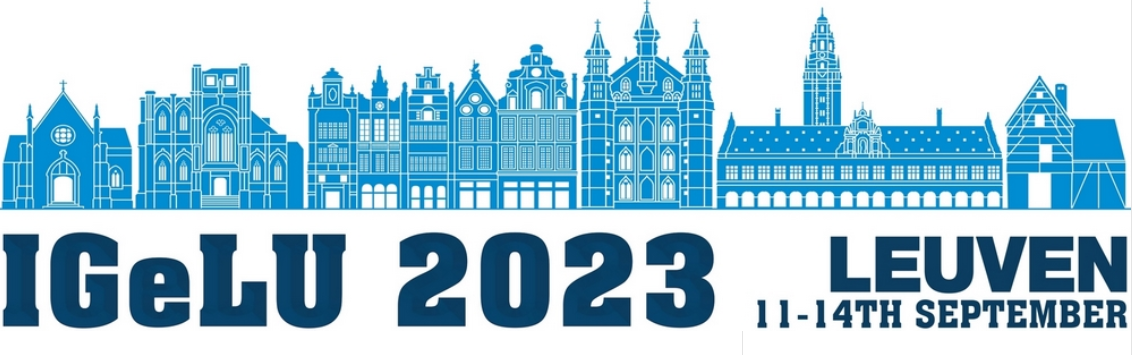 IGeLU 2023
LEUVEN
11-14TH SEPTEMBER